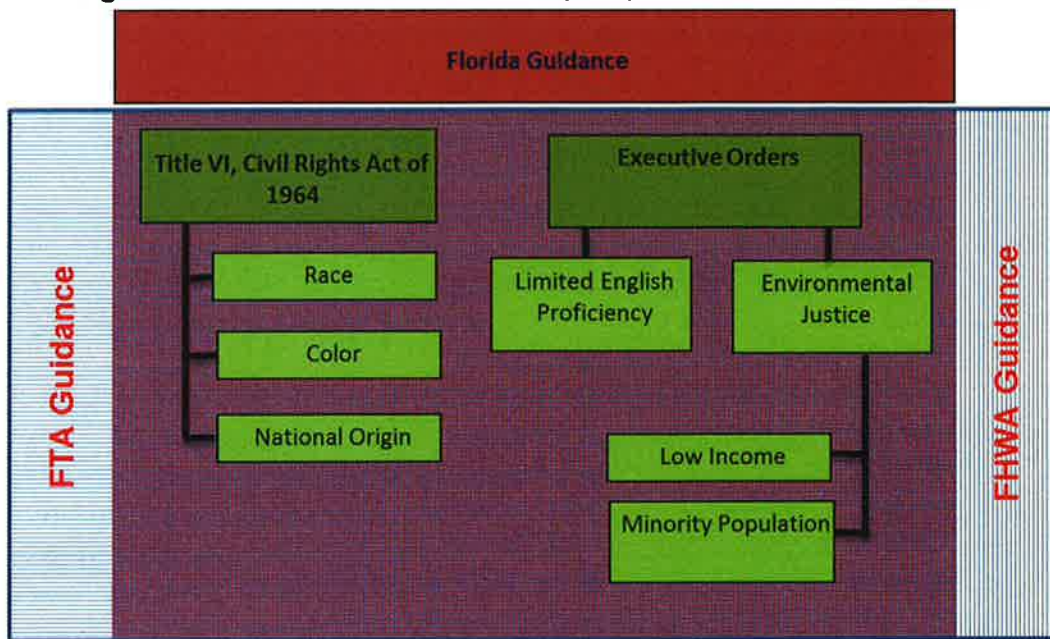 Florida Guidance
Title VI, Civil Rights Act of
1964
Executive Orders
Race
Limited English
Proficiency
Environmental
Justice
Color
National Origin
Low Income
Minority Population
FTA Guidance
FHWA Guidance